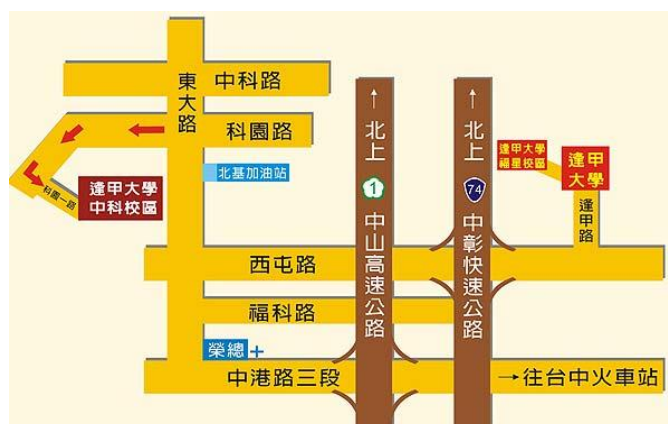 東大路
中科路
科園路
北基加油站
逢甲大學
中科校區
科園一路
↑北上
1
中山高速公路
↑北上
74
中彰快速公路
逢甲大學
福星校區
逢甲
大學
逢甲路
西屯路
福科路
榮總+
中港路三段
→往台中火車站